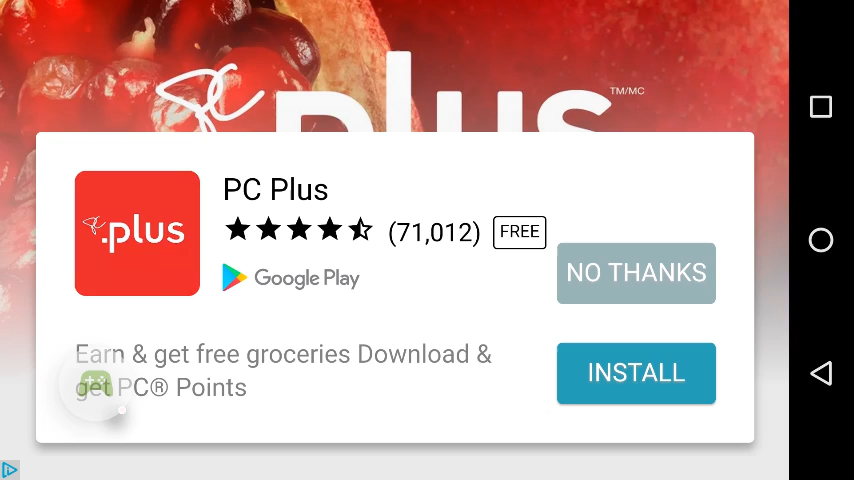 .plus TM/MC
PC Plus
.plus
(71,012) FREE
Google Play
NO THANKS
Earn & get free groceries Download &
get PC® Points
INSTALL